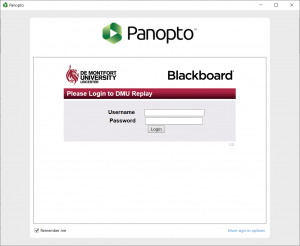 Panopto
Panopto™
DE MONTFORT
UNIVERSITY
LEICESTER
Blackboard
Please Login to DMU Replay
Username
Password
Login
Remember me
More sign-in options